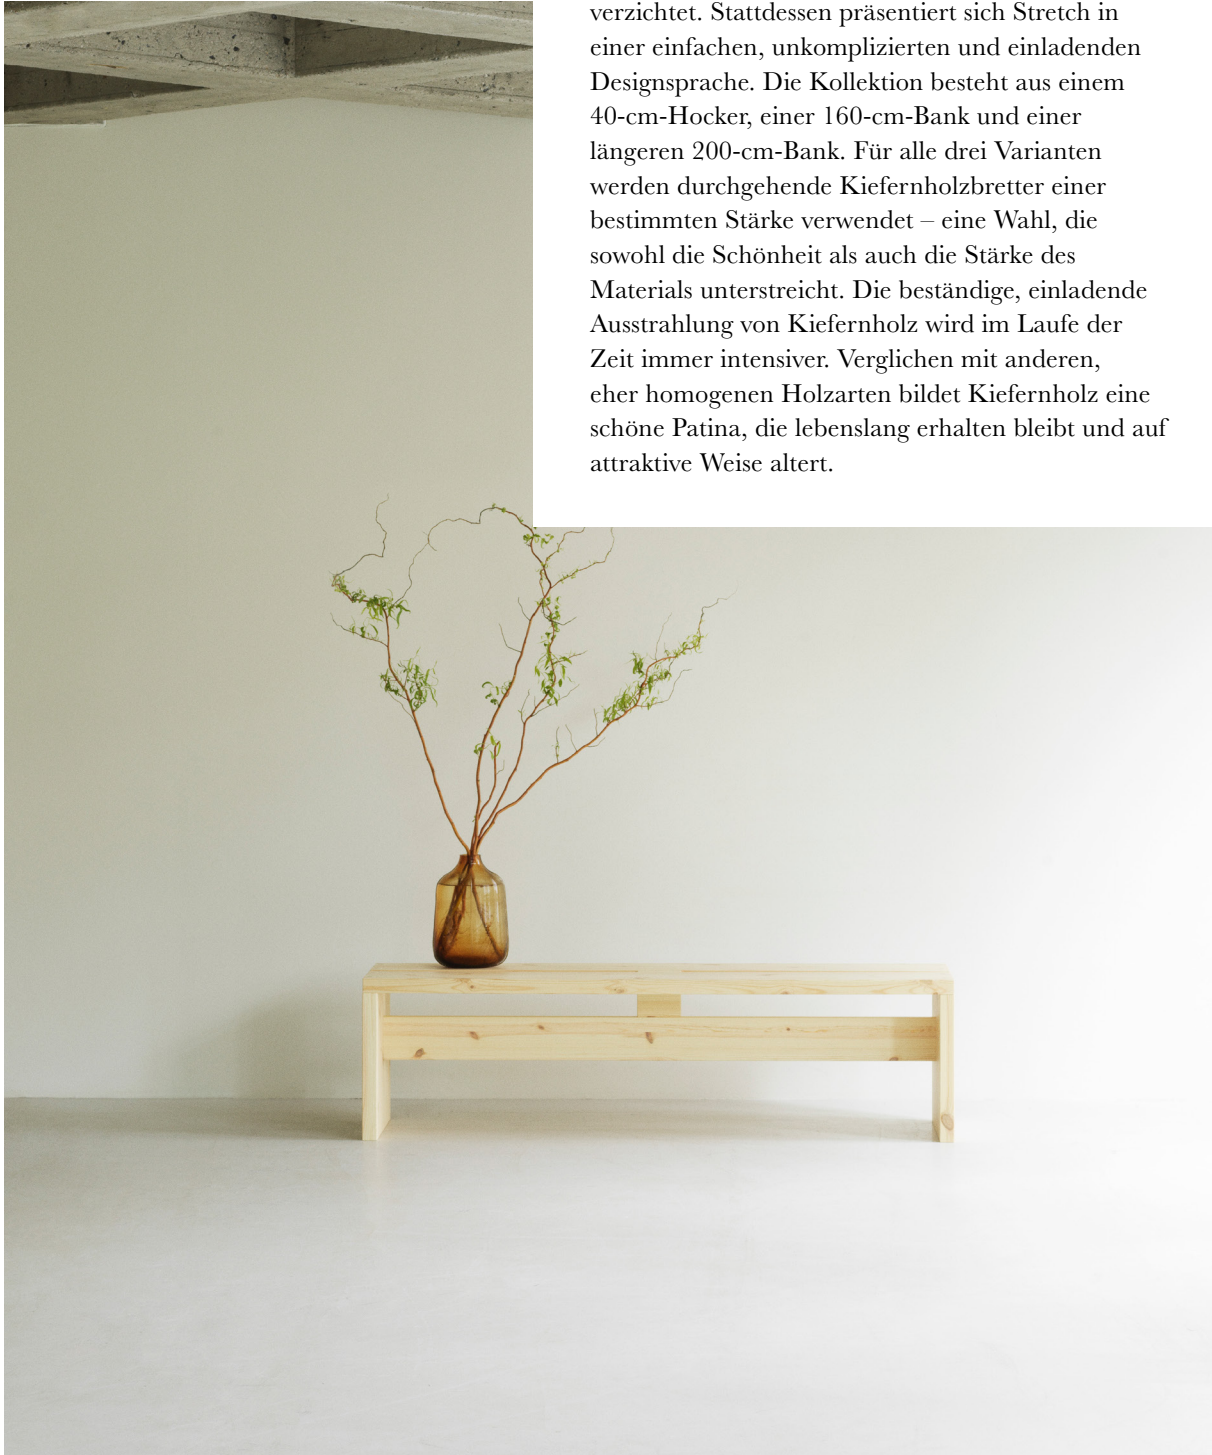 verzichtet. Stattdessen präsentiert sich Stretch in
einer einfachen, unkomplizierten und einladenden
Designsprache. Die Kollektion besteht aus einem
40-cm-Hocker, einer 160-cm-Bank und einer
längeren 200-cm-Bank. Für alle drei Varianten
werden durchgehende Kiefernholzbretter einer
bestimmten Stärke verwendet – eine Wahl, die
sowohl die Schönheit als auch die Stärke des
Materials unterstreicht. Die beständige, einladende
Ausstrahlung von Kiefernholz wird im Laufe der
Zeit immer intensiver. Verglichen mit anderen,
eher homogenen Holzarten bildet Kiefernholz eine
schöne Patina, die lebenslang erhalten bleibt und auf
attraktive Weise altert.